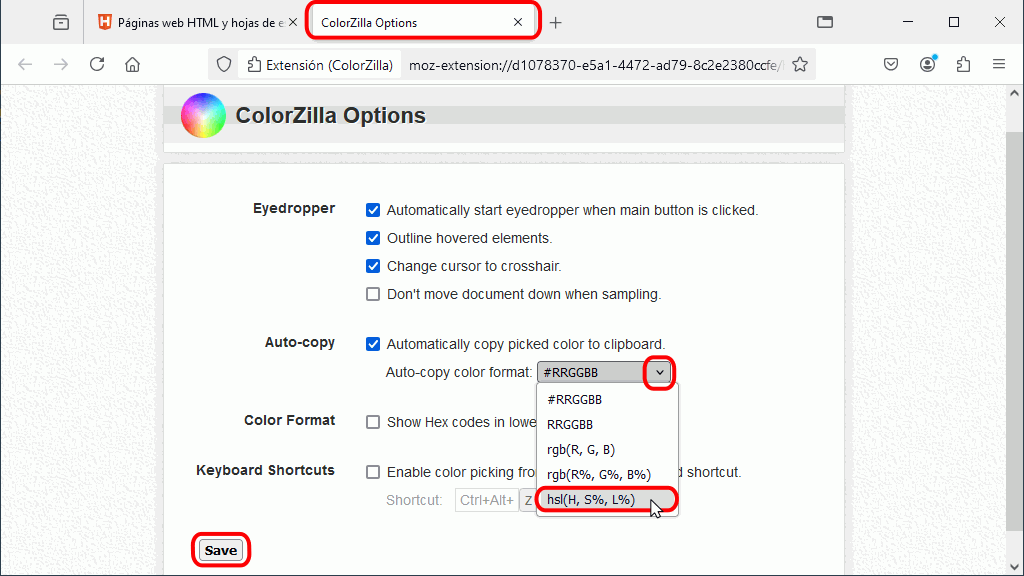 Páginas web HTML y hojas de e
ColorZilla Options
Extensión (ColorZilla)
moz-extension://d1078370-e5a1-4472-ad79-8c2e2380ccfe/
ColorZilla Options
Eyedropper
Automatically start eyedropper when main button is clicked.
Outline hovered elements.
Change cursor to crosshair.
Don't move document down when sampling.
Auto-copy
Automatically copy picked color to clipboard.
Auto-copy color format: #RRGGBB
#RRGGBB
RRGGBB
rgb(R, G, B)
rgb(R%, G%, B%)
hsl(H, S%, L%)
Color Format
Show Hex codes in lowe
Keyboard Shortcuts
Enable color picking fro d shortcut.
Shortcut: Ctrl+Alt+ Z
Save